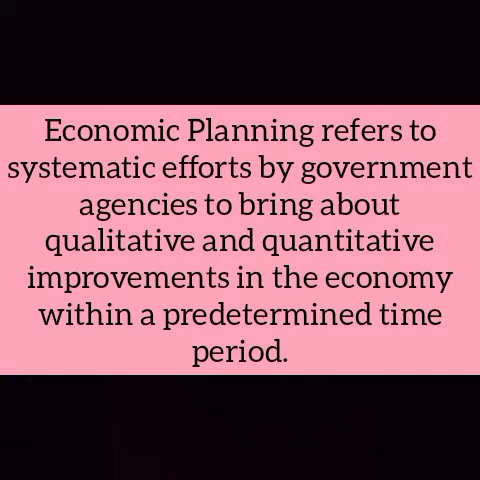 Economic Planning refers to
systematic efforts by government
agencies to bring about
qualitative and quantitative
improvements in the economy
within a predetermined time
period.